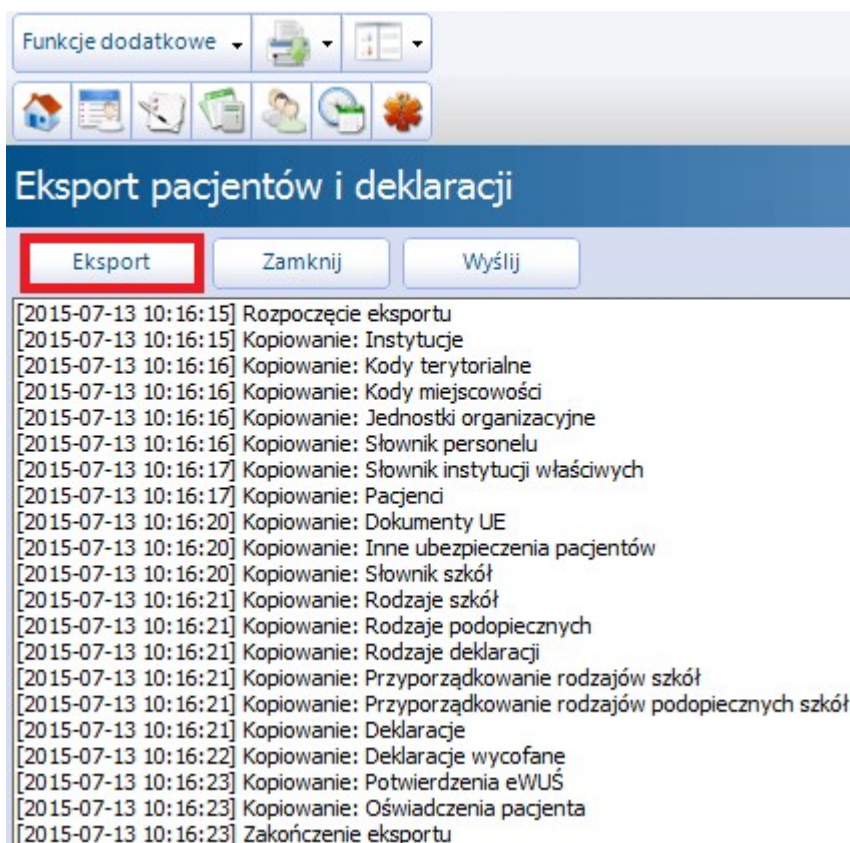 Funkcje dodatkowe
Eksport pacjentów i deklaracji
Eksport Zamknij Wyślij
[2015-07-13 10:16:15] Rozpoczęcie eksportu
[2015-07-13 10:16:15] Kopiowanie: Instytucje
[2015-07-13 10:16:16] Kopiowanie: Kody terytorialne
[2015-07-13 10:16:16] Kopiowanie: Kody miejscowości
[2015-07-13 10:16:16] Kopiowanie: Jednostki organizacyjne
[2015-07-13 10:16:16] Kopiowanie: Słownik personelu
[2015-07-13 10:16:17] Kopiowanie: Słownik instytucji właściwych
[2015-07-13 10:16:17] Kopiowanie: Pacjenci
[2015-07-13 10:16:20] Kopiowanie: Dokumenty UE
[2015-07-13 10:16:20] Kopiowanie: Inne ubezpieczenia pacjentów
[2015-07-13 10:16:20] Kopiowanie: Słownik szkół
[2015-07-13 10:16:21] Kopiowanie: Rodzaje szkół
[2015-07-13 10:16:21] Kopiowanie: Rodzaje podopiecznych
[2015-07-13 10:16:21] Kopiowanie: Rodzaje deklaracji
[2015-07-13 10:16:21] Kopiowanie: Przyporządkowanie rodzajów szkół
[2015-07-13 10:16:21] Kopiowanie: Przyporządkowanie rodzajów podopiecznych szkół
[2015-07-13 10:16:21] Kopiowanie: Deklaracje
[2015-07-13 10:16:22] Kopiowanie: Deklaracje wycofane
[2015-07-13 10:16:23] Kopiowanie: Potwierdzenia eWUŚ
[2015-07-13 10:16:23] Kopiowanie: Oświadczenia pacjenta
[2015-07-13 10:16:23] Zakończenie eksportu